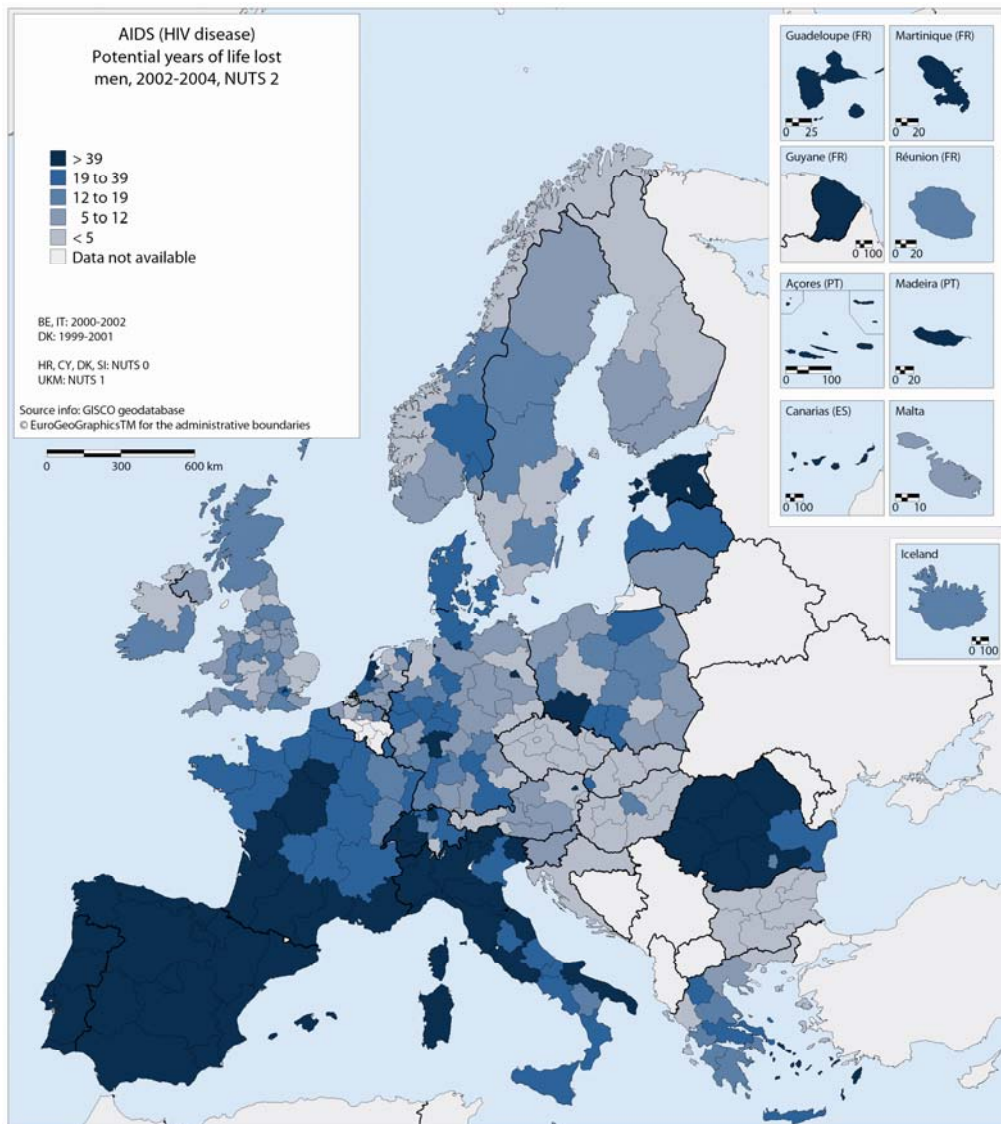 AIDS (HIV disease)
Potential years of life lost
men, 2002-2004, NUTS 2
> 39
19 to 39
12 to 19
5 to 12
< 5
Data not available
BE, IT: 2000-2002
DK: 1999-2001
HR, CY, DK, SI: NUTS 0
UKM: NUTS 1
Source info: GISCO geodatabase
© EuroGeoGraphicsTM for the administrative boundaries
0 300 600 km
Guadeloupe (FR)
0 25
Martinique (FR)
0 20
Guyane (FR)
0 100
Réunion (FR)
0 20
Açores (PT)
0 100
Madeira (PT)
0 20
Canarias (ES)
0 100
Malta
0 10
Iceland
0 100